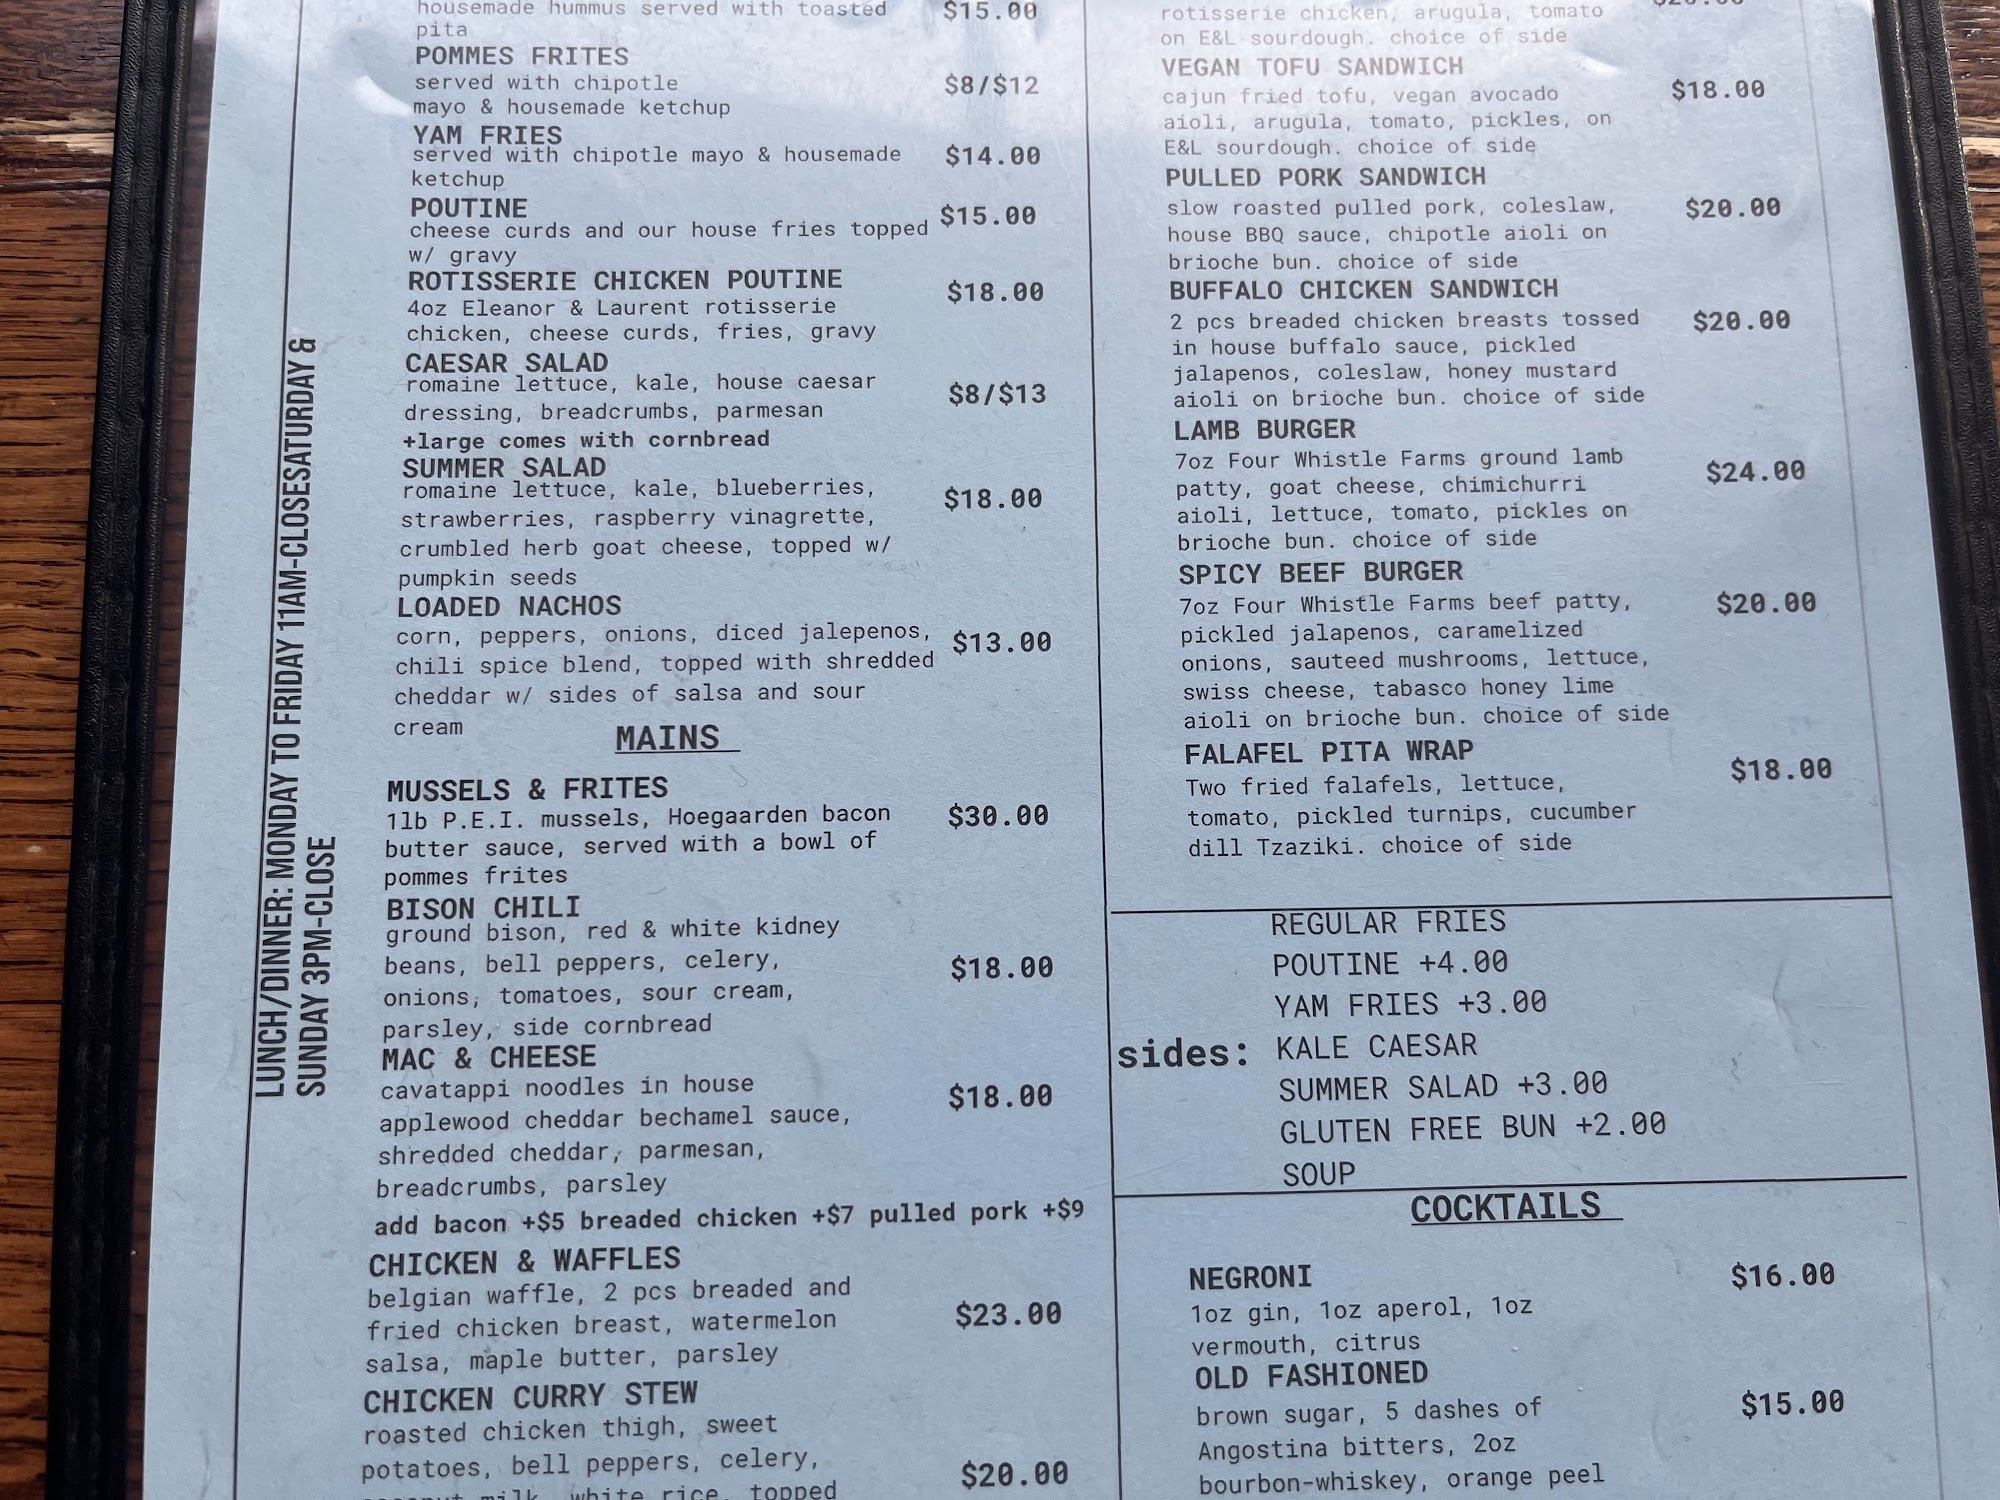 LUNCH/DINNER: MONDAY TO FRIDAY 11AM-CLOSESATURDAY &
SUNDAY 3PM-CLOSE
housemade hummus served with toasted
pita
$15.00
POMMES FRITES
served with chipotle
mayo & housemade ketchup
$8/$12
YAM FRIES
served with chipotle mayo & housemade
ketchup
$14.00
POUTINE
cheese curds and our house fries topped
w/ gravy
$15.00
ROTISSERIE CHICKEN POUTINE
4oz Eleanor & Laurent rotisserie
chicken, cheese curds, fries, gravy
$18.00
CAESAR SALAD
romaine lettuce, kale, house caesar
dressing, breadcrumbs, parmesan
+large comes with cornbread
$8/$13
SUMMER SALAD
romaine lettuce, kale, blueberries,
strawberries, raspberry vinagrette,
crumbled herb goat cheese, topped w/
pumpkin seeds
$18.00
LOADED NACHOS
corn, peppers, onions, diced jalepenos,
chili spice blend, topped with shredded
cheddar w/ sides of salsa and sour
cream
$13.00
MAINS
MUSSELS & FRITES
1lb P.E.I. mussels, Hoegaarden bacon
butter sauce, served with a bowl of
pommes frites
$30.00
BISON CHILI
ground bison, red & white kidney
beans, bell peppers, celery,
onions, tomatoes, sour cream,
parsley, side cornbread
$18.00
MAC & CHEESE
cavatappi noodles in house
applewood cheddar bechamel sauce,
shredded cheddar, parmesan,
breadcrumbs, parsley
$18.00
add bacon +$5 breaded chicken +$7 pulled pork +$9
CHICKEN & WAFFLES
belgian waffle, 2 pcs breaded and
fried chicken breast, watermelon
salsa, maple butter, parsley
$23.00
CHICKEN CURRY STEW
roasted chicken thigh, sweet
potatoes, bell peppers, celery,
milk, white rice, topped
$20.00
rotisserie chicken, arugula, tomato
on E&L sourdough. choice of side
VEGAN TOFU SANDWICH
cajun fried tofu, vegan avocado
aioli, arugula, tomato, pickles, on
E&L sourdough. choice of side
$18.00
PULLED PORK SANDWICH
slow roasted pulled pork, coleslaw,
house BBQ sauce, chipotle aioli on
brioche bun. choice of side
$20.00
BUFFALO CHICKEN SANDWICH
2 pcs breaded chicken breasts tossed
in house buffalo sauce, pickled
jalapenos, coleslaw, honey mustard
aioli on brioche bun. choice of side
$20.00
LAMB BURGER
7oz Four Whistle Farms ground lamb
patty, goat cheese, chimichurri
aioli, lettuce, tomato, pickles on
brioche bun. choice of side
$24.00
SPICY BEEF BURGER
7oz Four Whistle Farms beef patty,
pickled jalapenos, caramelized
onions, sauteed mushrooms, lettuce,
swiss cheese, tabasco honey lime
aioli on brioche bun. choice of side
$20.00
FALAFEL PITA WRAP
Two fried falafels, lettuce,
tomato, pickled turnips, cucumber
dill Tzaziki. choice of side
$18.00
sides:
REGULAR FRIES
POUTINE +4.00
YAM FRIES +3.00
KALE CAESAR
SUMMER SALAD +3.00
GLUTEN FREE BUN +2.00
SOUP
COCKTAILS
NEGRONI
1oz gin, 1oz aperol, 1oz
vermouth, citrus
$16.00
OLD FASHIONED
brown sugar, 5 dashes of
Angostina bitters, 2oz
bourbon-whiskey, orange peel
$15.00